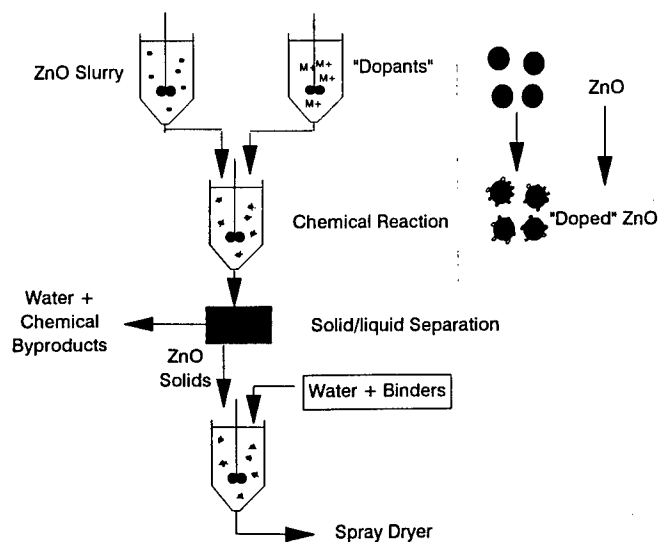 ZnO Slurry
M+
M+
M+
M+
"Dopants"
ZnO
Chemical Reaction
"Doped" ZnO
Water +
Chemical
Byproducts
Solid/liquid Separation
ZnO
Solids
Water + Binders
Spray Dryer